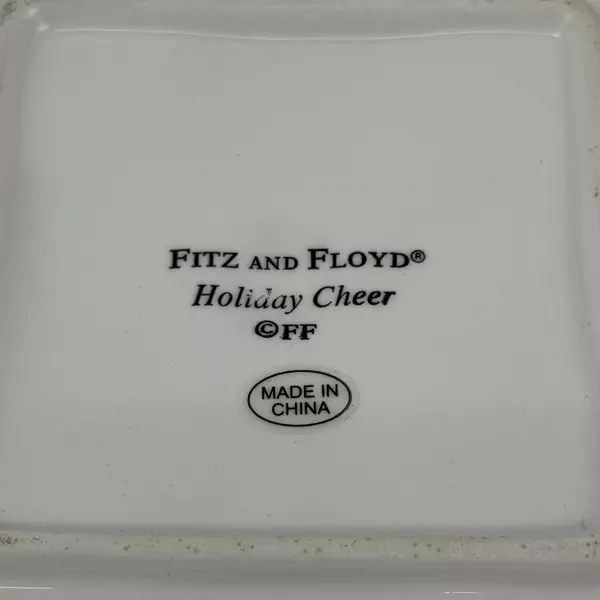 FITZ AND FLOYD®
Holiday Cheer
©FF
MADE IN
CHINA